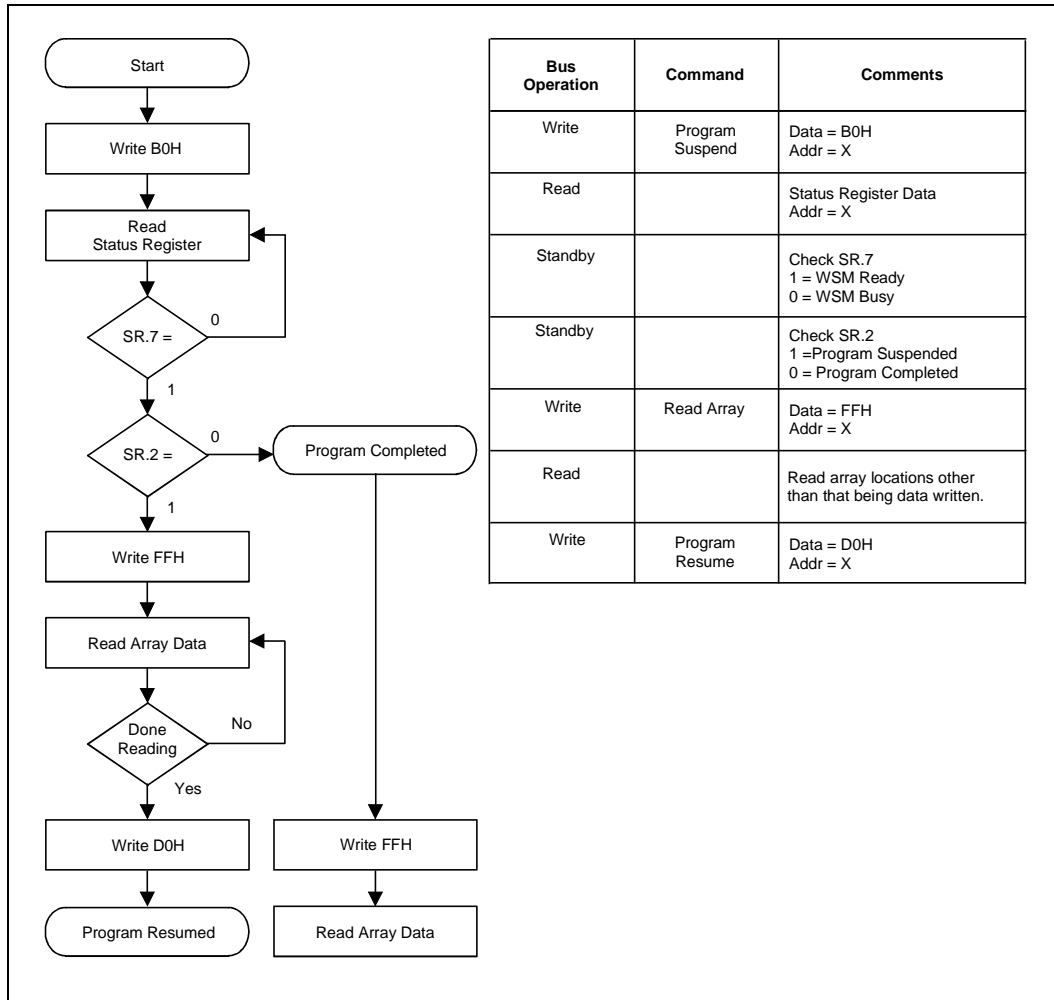 Start
Write B0H
Read
Status Register
SR.7 =
0
1
SR.2 =
0
1
Program Completed
Write FFH
Read Array Data
Done
Reading
No
Yes
Write D0H
Program Resumed
Write FFH
Read Array Data
Bus
Operation
Command
Comments
Write
Program
Suspend
Data = B0H
Addr = X
Read
Status Register Data
Addr = X
Standby
Check SR.7
1 = WSM Ready
0 = WSM Busy
Standby
Check SR.2
1 =Program Suspended
0 = Program Completed
Write
Read Array
Data = FFH
Addr = X
Read
Read array locations other
than that being data written.
Write
Program
Resume
Data = D0H
Addr = X